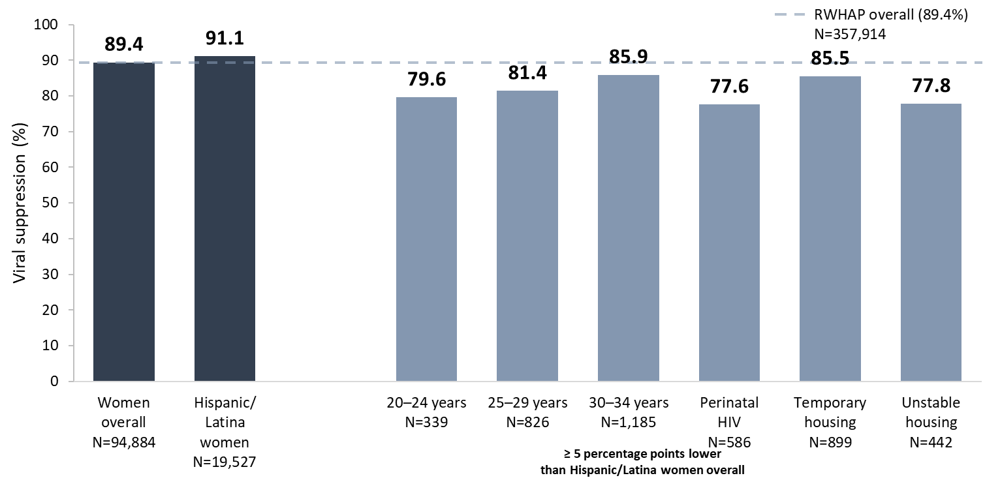 RWHAP overall (89.4%)
N=357,914
Viral suppression (%)
100
90
80
70
60
50
40
30
20
10
0
89.4
91.1
79.6
81.4
85.9
77.6
85.5
77.8
Women
overall
N=94,884
Hispanic/
Latina
women
N=19,527
20–24 years
N=339
25–29 years
N=826
30–34 years
N=1,185
Perinatal
HIV
N=586
Temporary
housing
N=899
Unstable
housing
N=442
≥ 5 percentage points lower
than Hispanic/Latina women overall